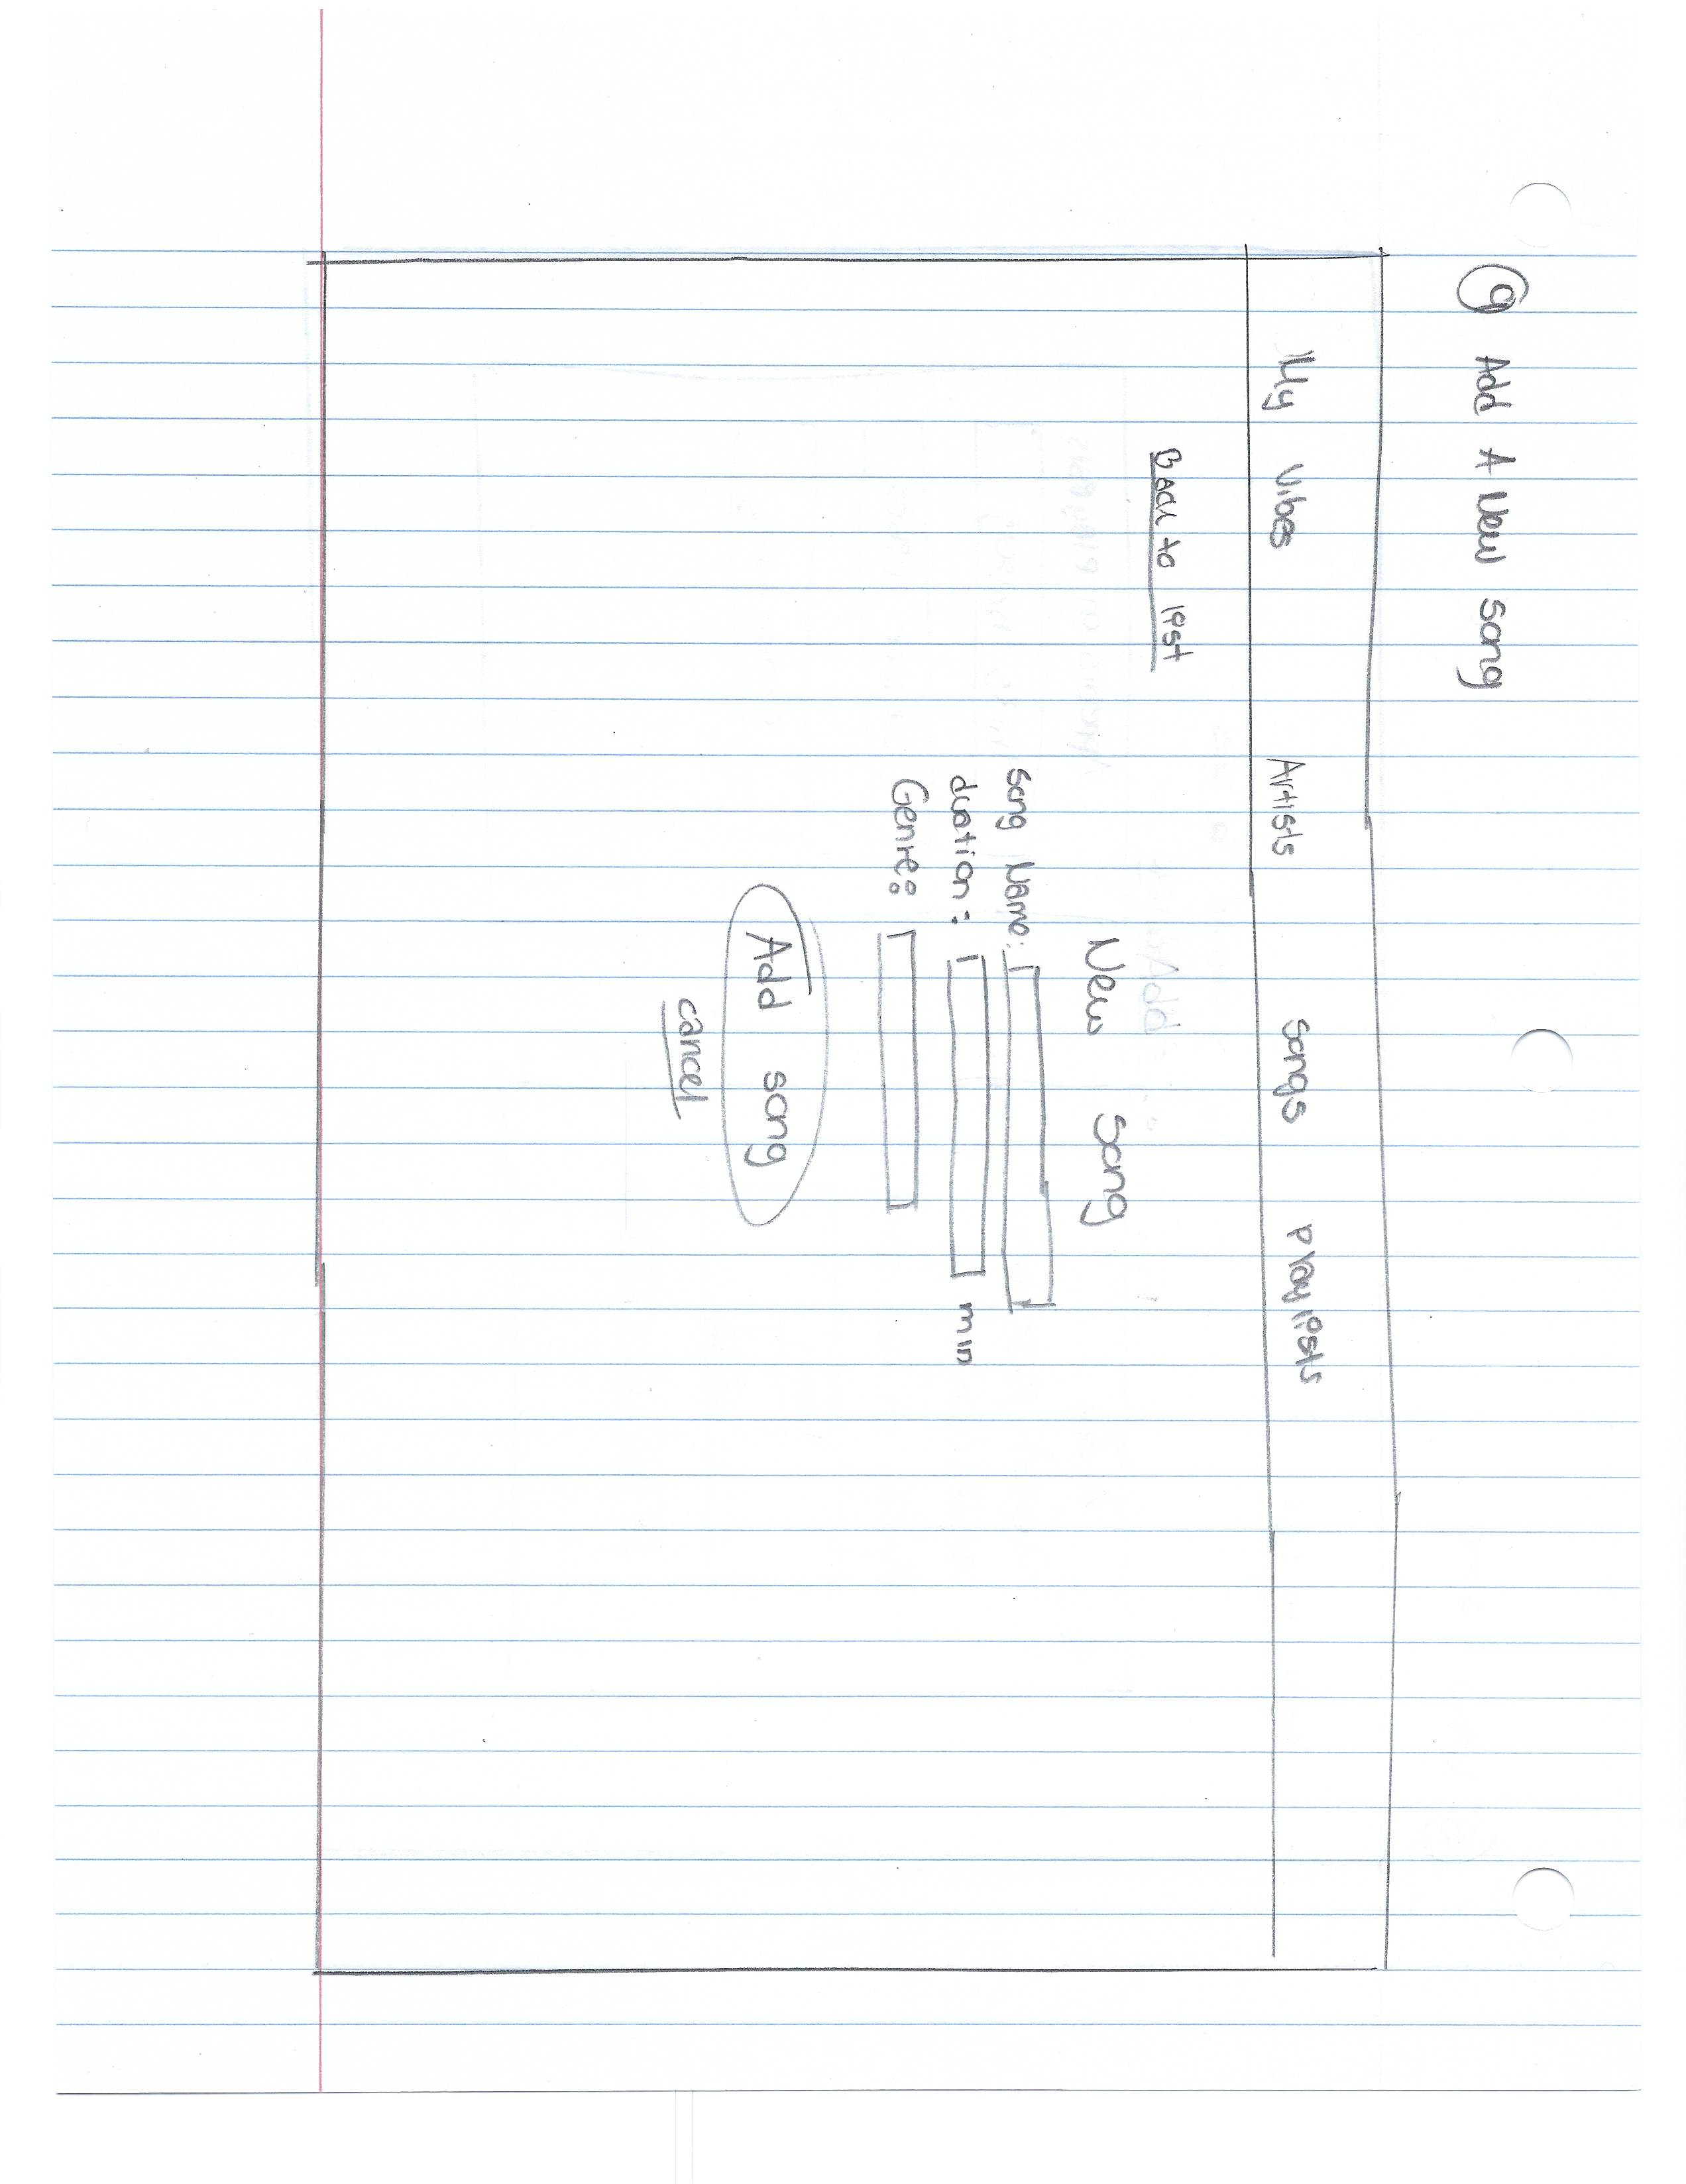 9 Add A New song
My Vibes Artists Songs Playlists
Back to list
New Song
song Name:
duation: min
Genre:
Add song
cancel